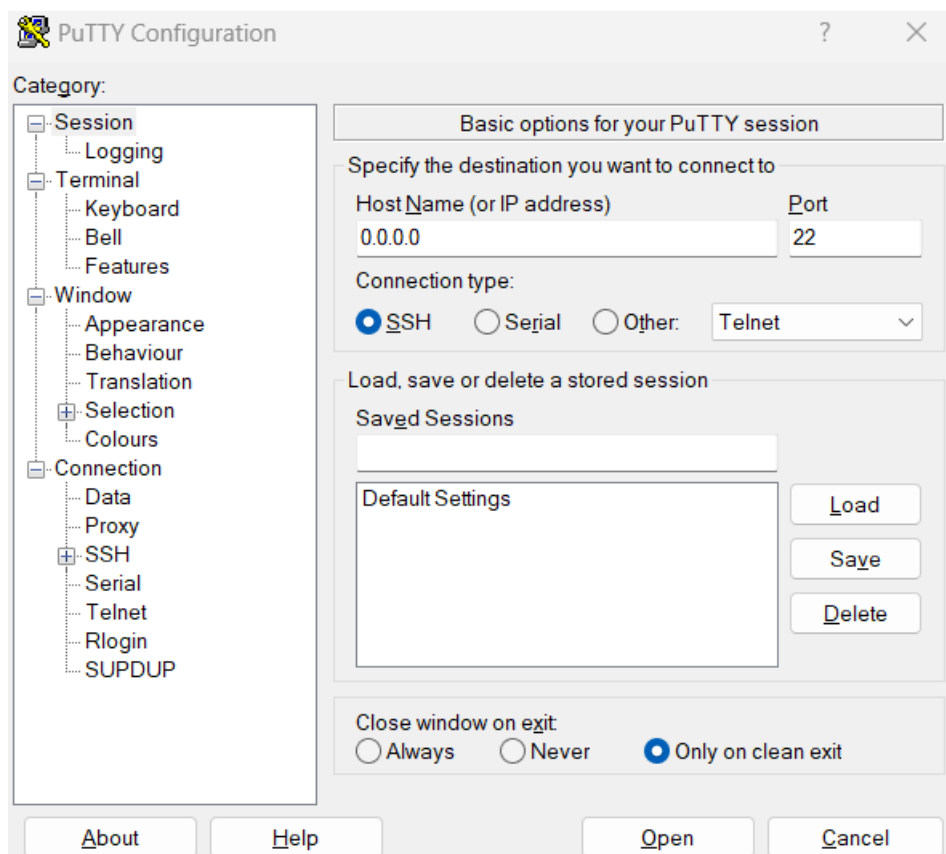 PuTTY Configuration
?
Category:
Session
Logging
Terminal
Keyboard
Bell
Features
Window
Appearance
Behaviour
Translation
Selection
Colours
Connection
Data
Proxy
SSH
Serial
Telnet
Rlogin
SUPDUP
Basic options for your PuTTY session
Specify the destination you want to connect to
Host Name (or IP address) Port
0.0.0.0 22
Connection type:
SSH Serial Other: Telnet
Load, save or delete a stored session
Saved Sessions
Default Settings
Load
Save
Delete
Close window on exit:
Always Never Only on clean exit
About Help Open Cancel